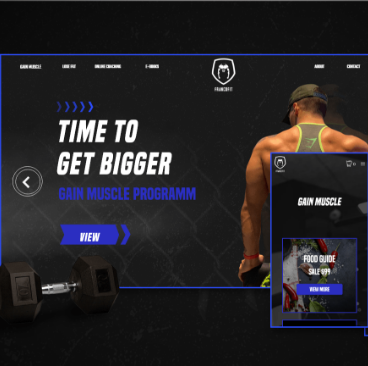 GAIN MUSCLE
LOSE FAT
ONLINE COACHING
E-BOOKS
FRANCOFIT
ABOUT
CONTACT
TIME TO
GET BIGGER
GAIN MUSCLE PROGRAMM
VIEW
GAIN MUSCLE
FOOD GUIDE
SALE $99
VIEW MORE